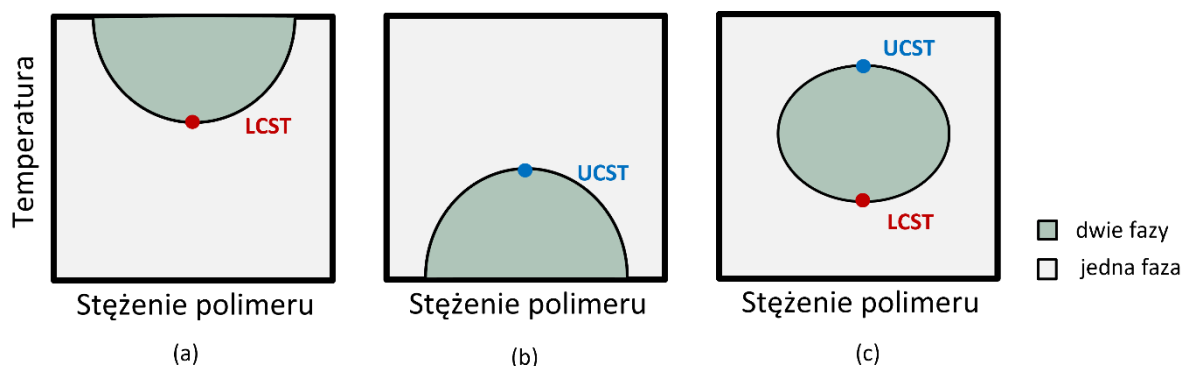 Temperatura
LCST
Stężenie polimeru
(a)
UCST
Stężenie polimeru
(b)
UCST
LCST
Stężenie polimeru
(c)
dwie fazy
jedna faza